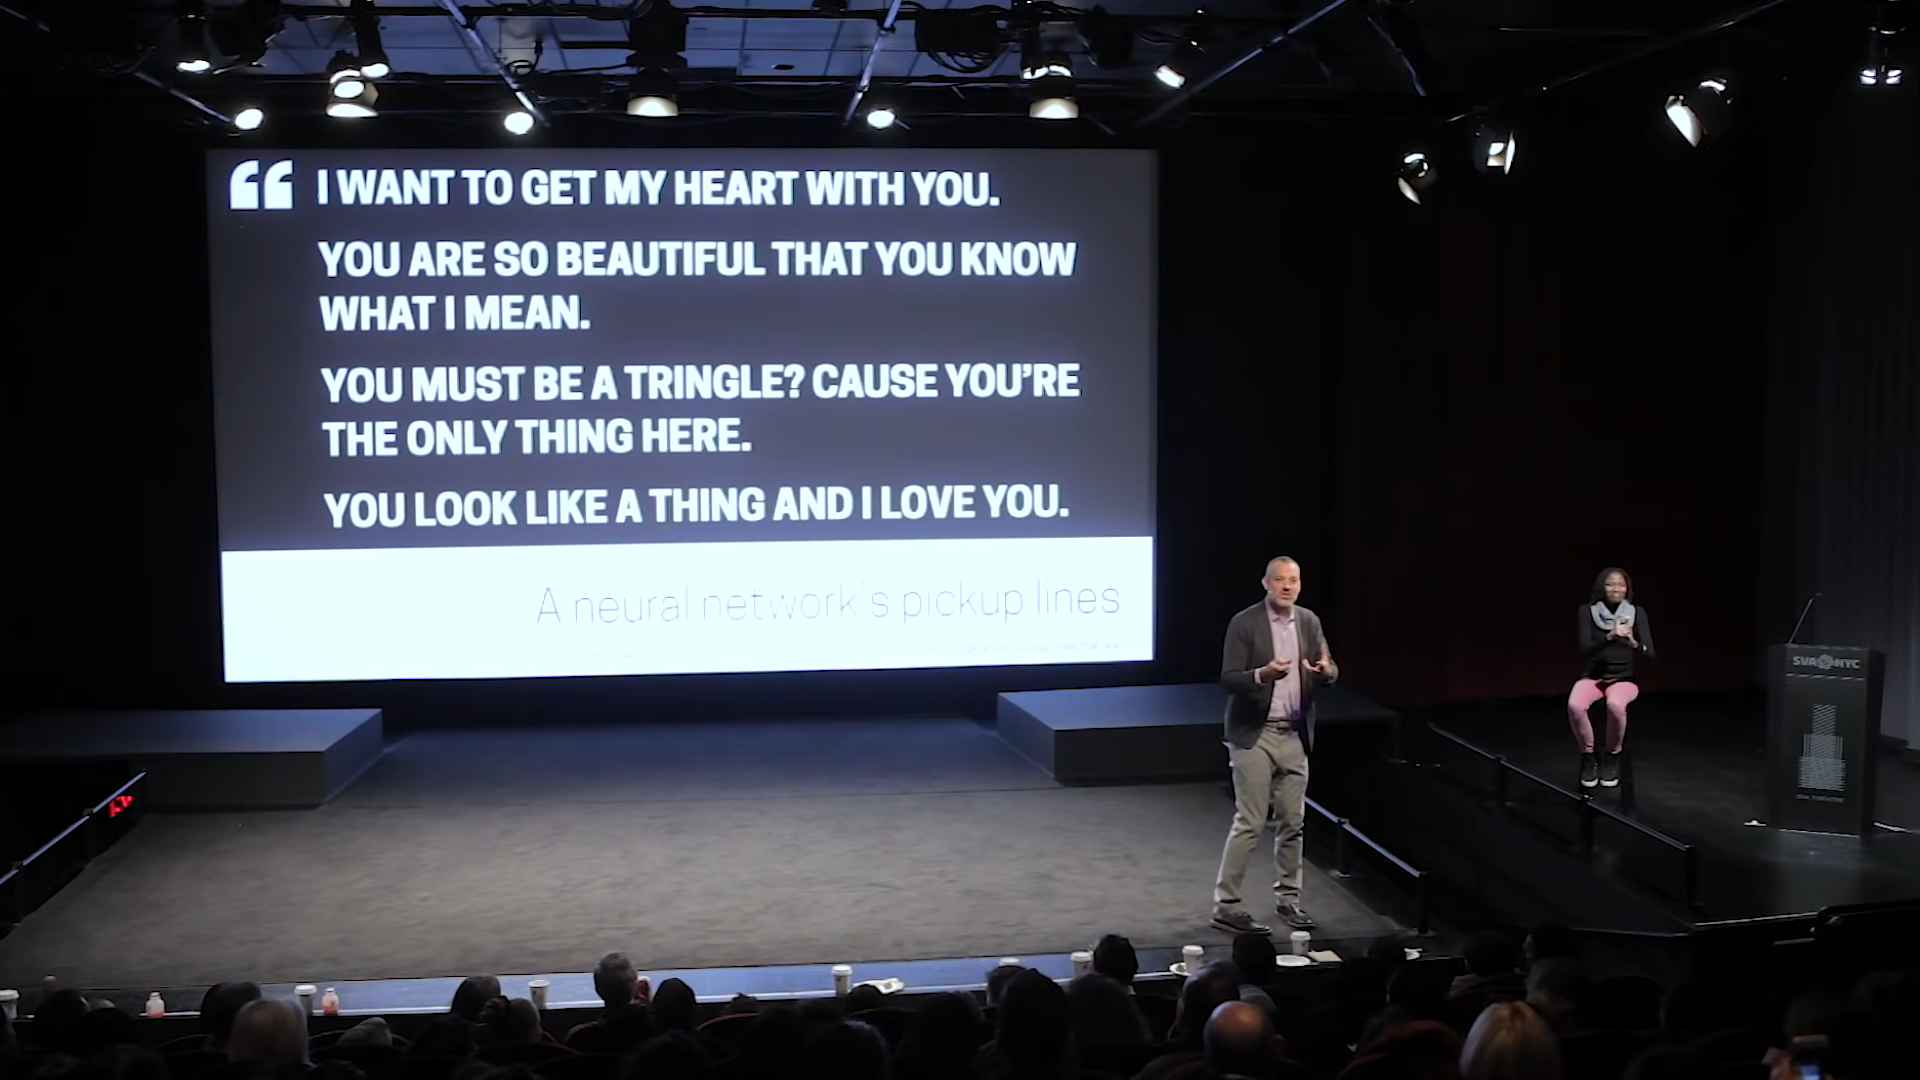 “ I WANT TO GET MY HEART WITH YOU.
YOU ARE SO BEAUTIFUL THAT YOU KNOW
WHAT I MEAN.
YOU MUST BE A TRINGLE? CAUSE YOU’RE
THE ONLY THING HERE.
YOU LOOK LIKE A THING AND I LOVE YOU.
A neural network's pickup lines
SVA NYC
SVA THEATRE